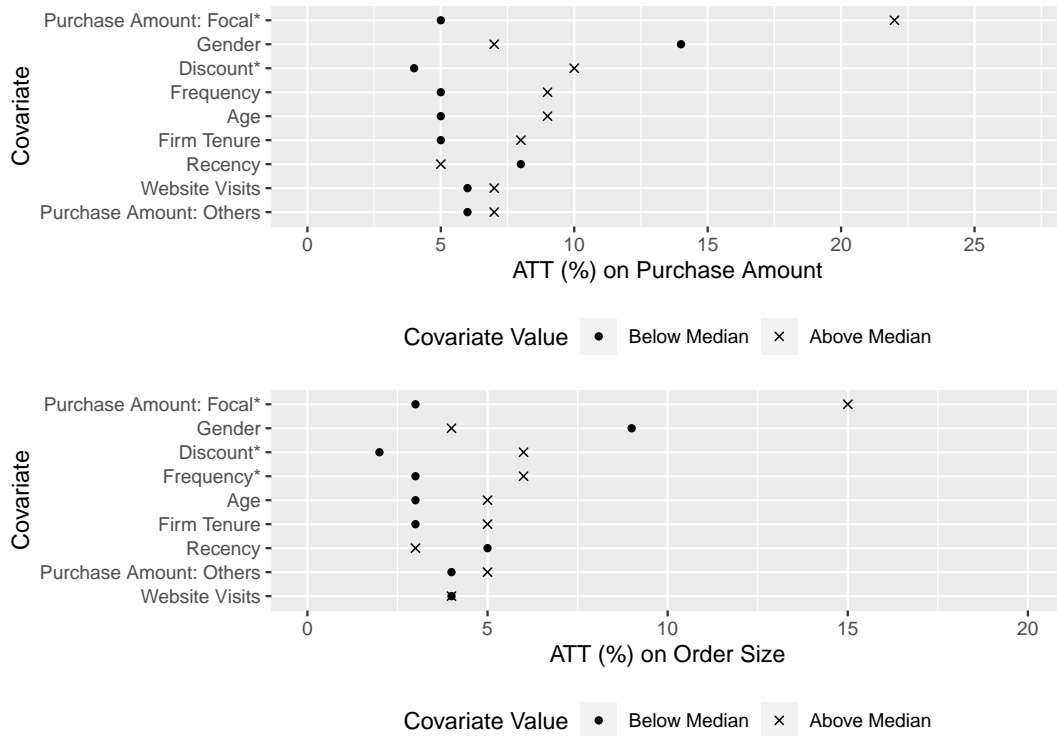 Purchase Amount: Focal*
Gender
Discount*
Frequency
Age
Firm Tenure
Recency
Website Visits
Purchase Amount: Others
Covariate
0 5 10 15 20 25
ATT (%) on Purchase Amount
Covariate Value Below Median Above Median
Purchase Amount: Focal*
Gender
Discount*
Frequency*
Age
Firm Tenure
Recency
Purchase Amount: Others
Website Visits
Covariate
0 5 10 15 20
ATT (%) on Order Size
Covariate Value Below Median Above Median